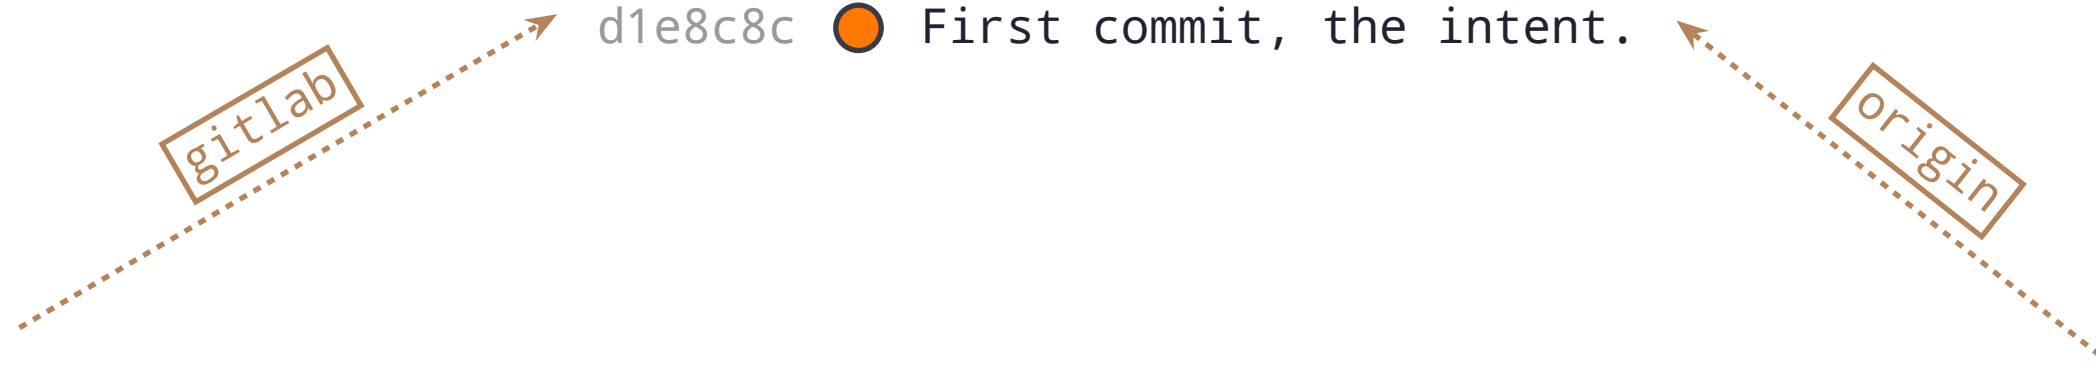 d1e8c8c First commit, the intent.
gitlab
origin